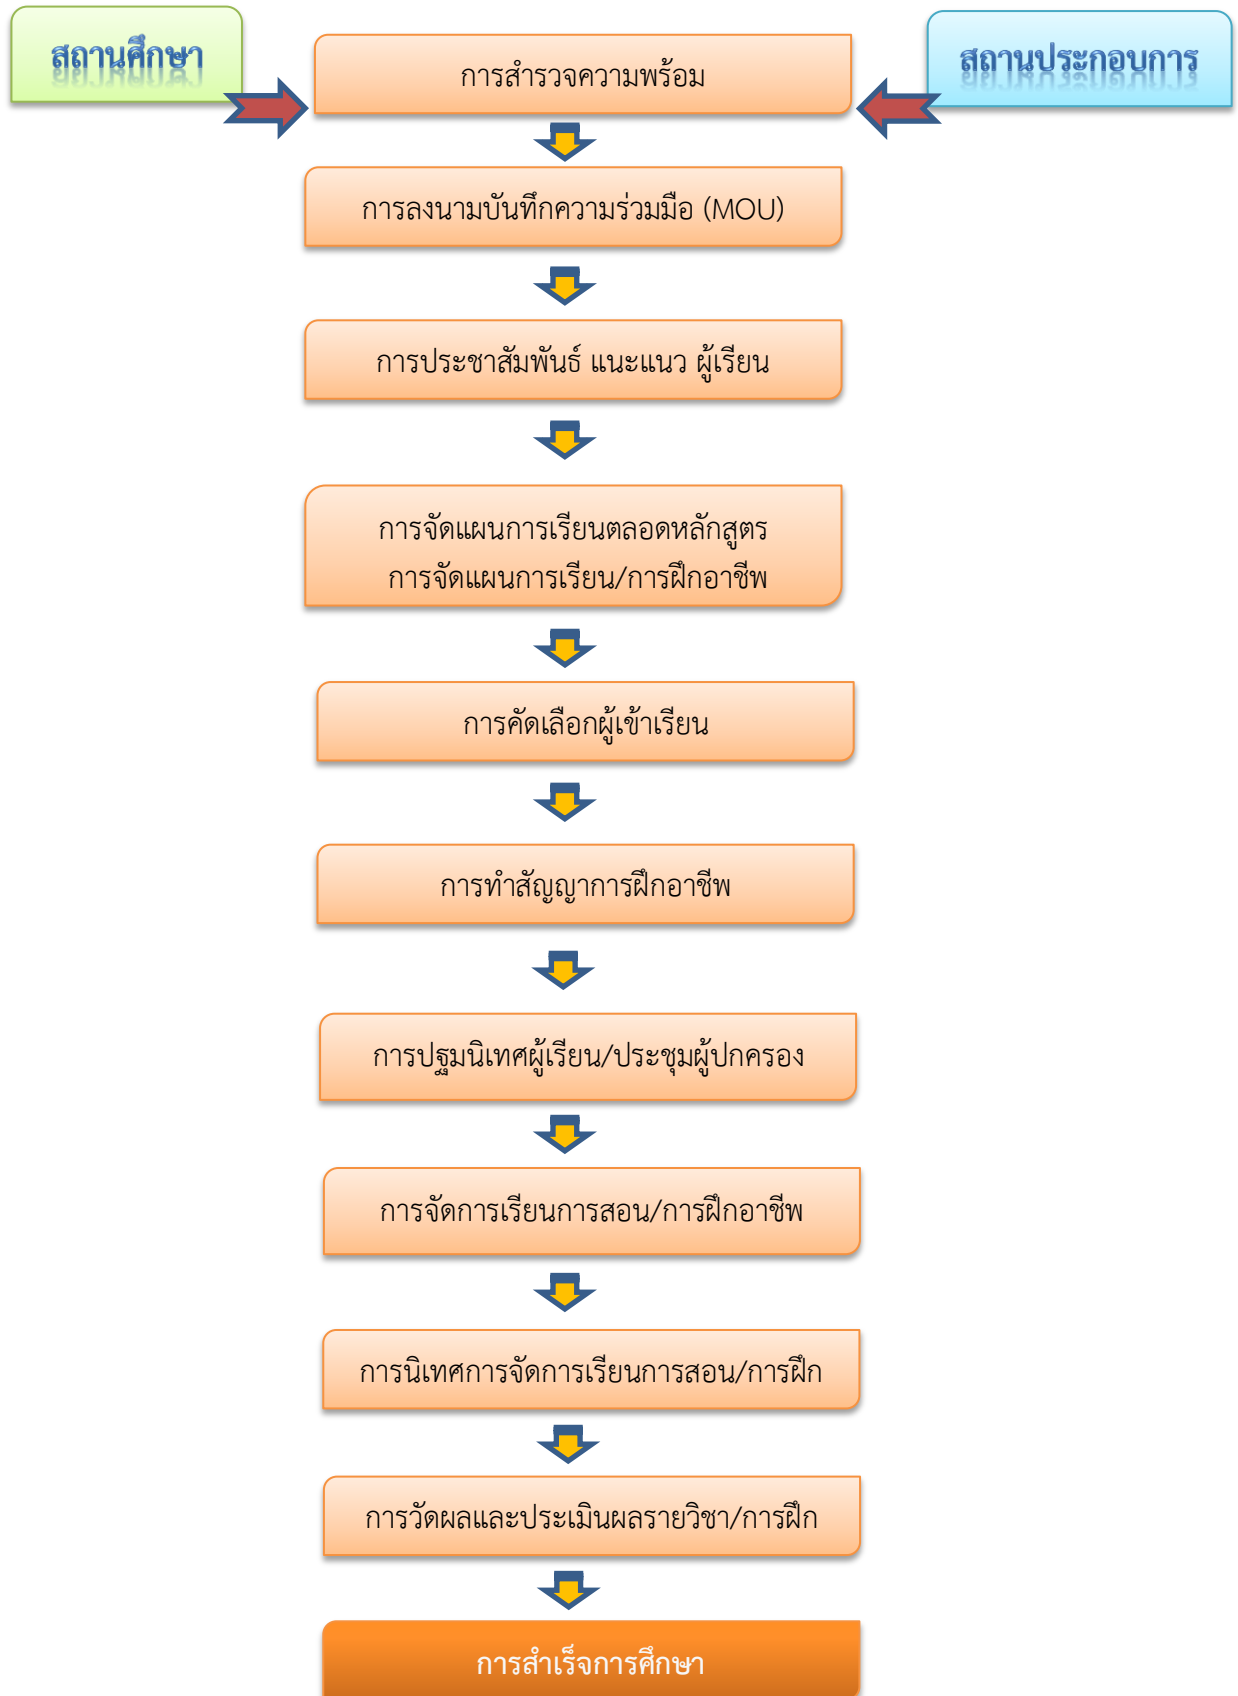 สถานศึกษา
สถานประกอบการ
การสำรวจความพร้อม
การลงนามบันทึกความร่วมมือ (MOU)
การประชาสัมพันธ์ แนะแนว ผู้เรียน
การจัดแผนการเรียนตลอดหลักสูตร
การจัดแผนการเรียน/การฝึกอาชีพ
การคัดเลือกผู้เข้าเรียน
การทำสัญญาการฝึกอาชีพ
การปฐมนิเทศผู้เรียน/ประชุมผู้ปกครอง
การจัดการเรียนการสอน/การฝึกอาชีพ
การนิเทศการจัดการเรียนการสอน/การฝึก
การวัดผลและประเมินผลรายวิชา/การฝึก
การสำเร็จการศึกษา